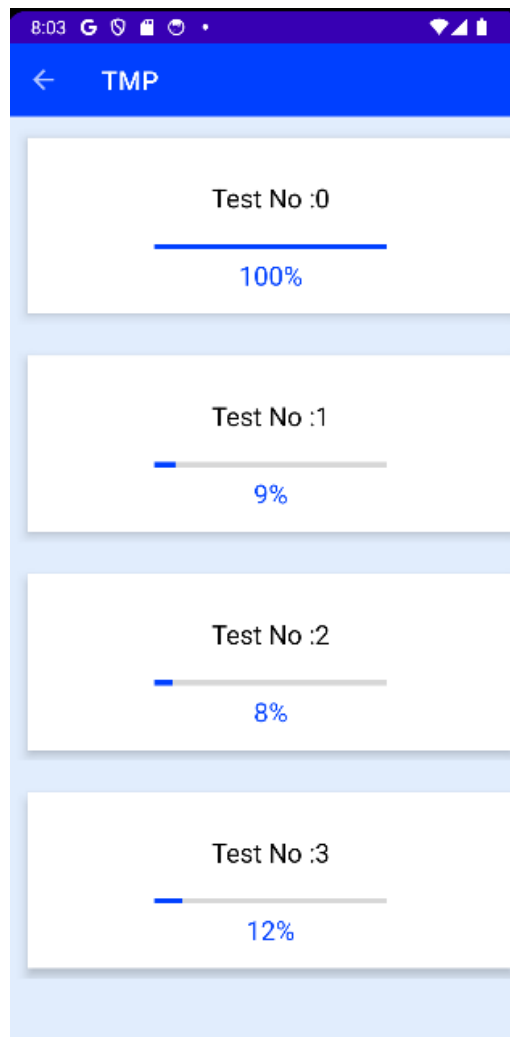 8:03 G
TMP
Test No :0
100%
Test No :1
9%
Test No :2
8%
Test No :3
12%